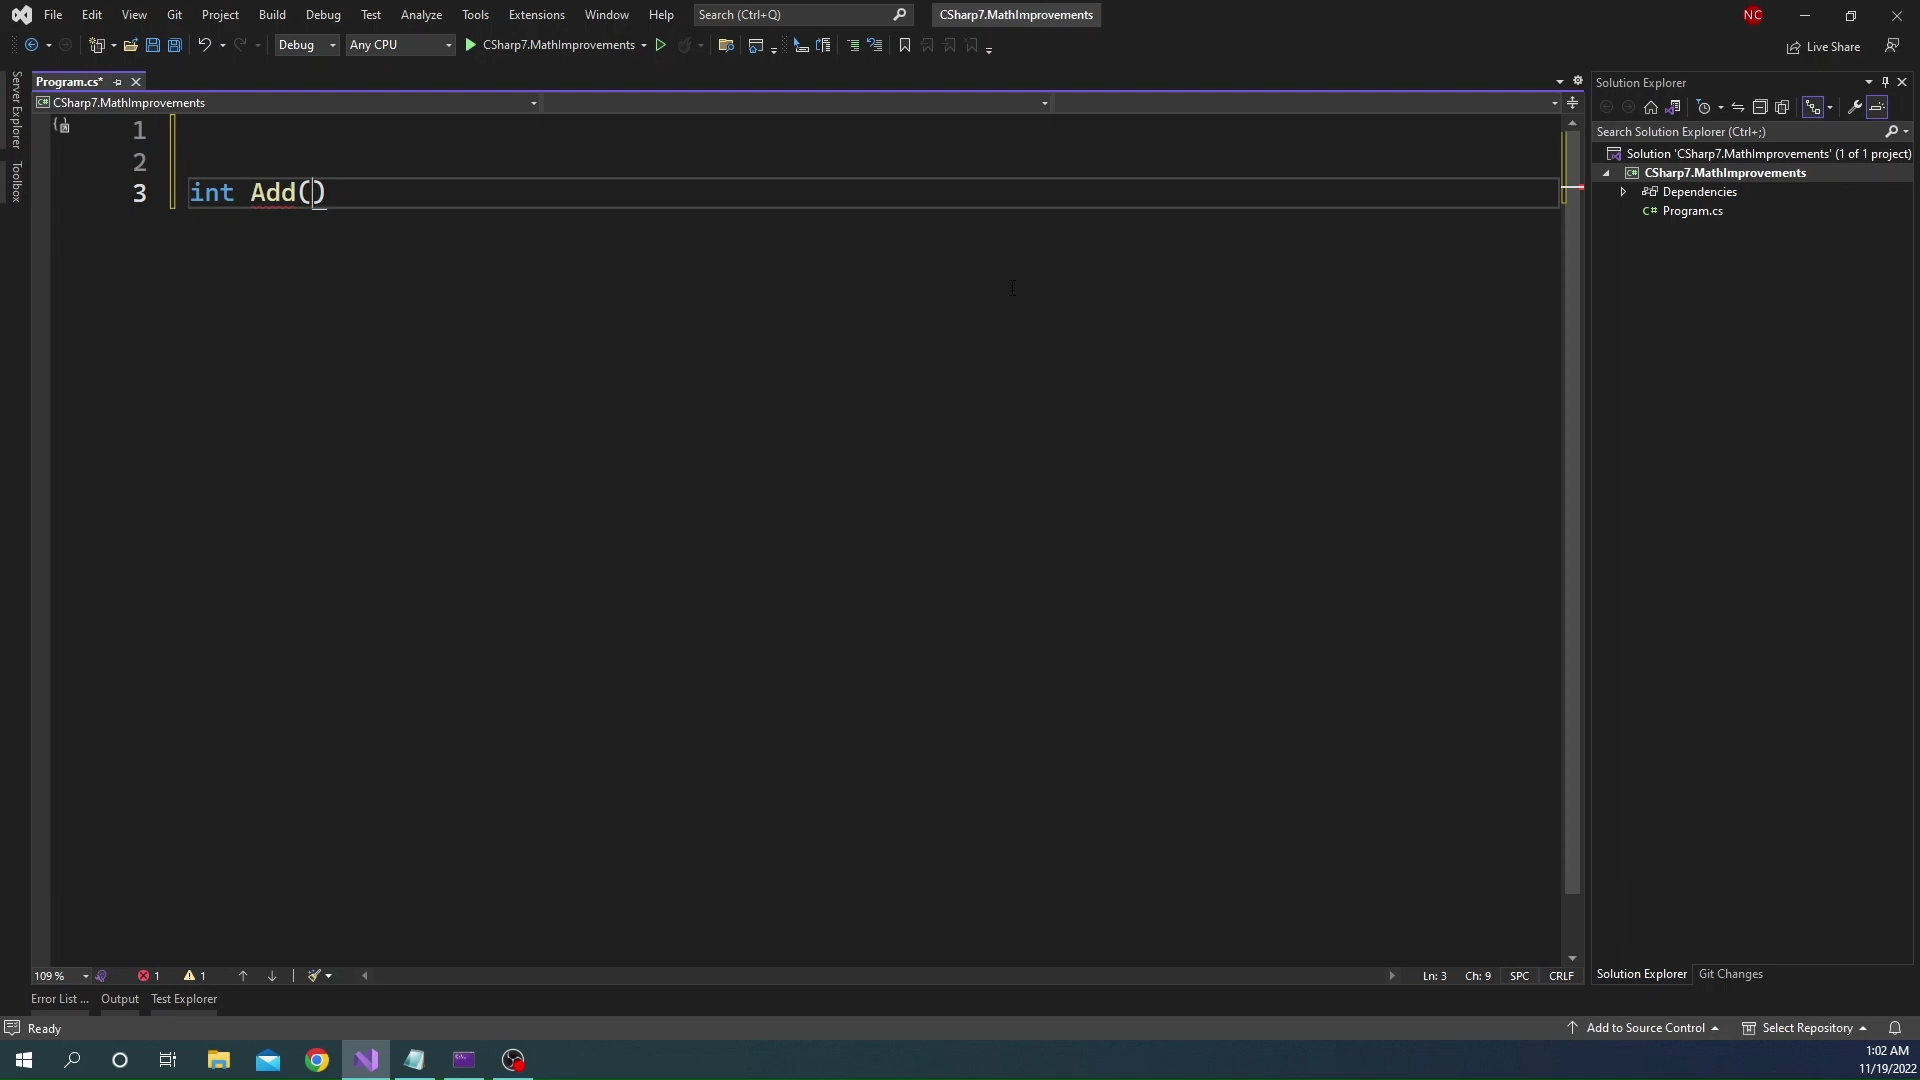 File Edit View Git Project Build Debug Test Analyze Tools Extensions Window Help Search (Ctrl+Q) CSharp7.MathImprovements NC
Debug Any CPU CSharp7.MathImprovements Live Share
Program.cs*
CSharp7.MathImprovements
1
2
3 int Add()
109 % 1 1 Ln: 3 Ch: 9 SPC CRLF
Server Explorer
Toolbox
Solution Explorer
Search Solution Explorer (Ctrl+;)
Solution 'CSharp7.MathImprovements' (1 of 1 project)
CSharp7.MathImprovements
Dependencies
C# Program.cs
Solution Explorer Git Changes
Error List ... Output Test Explorer
Ready Add to Source Control Select Repository
1:02 AM
11/19/2022